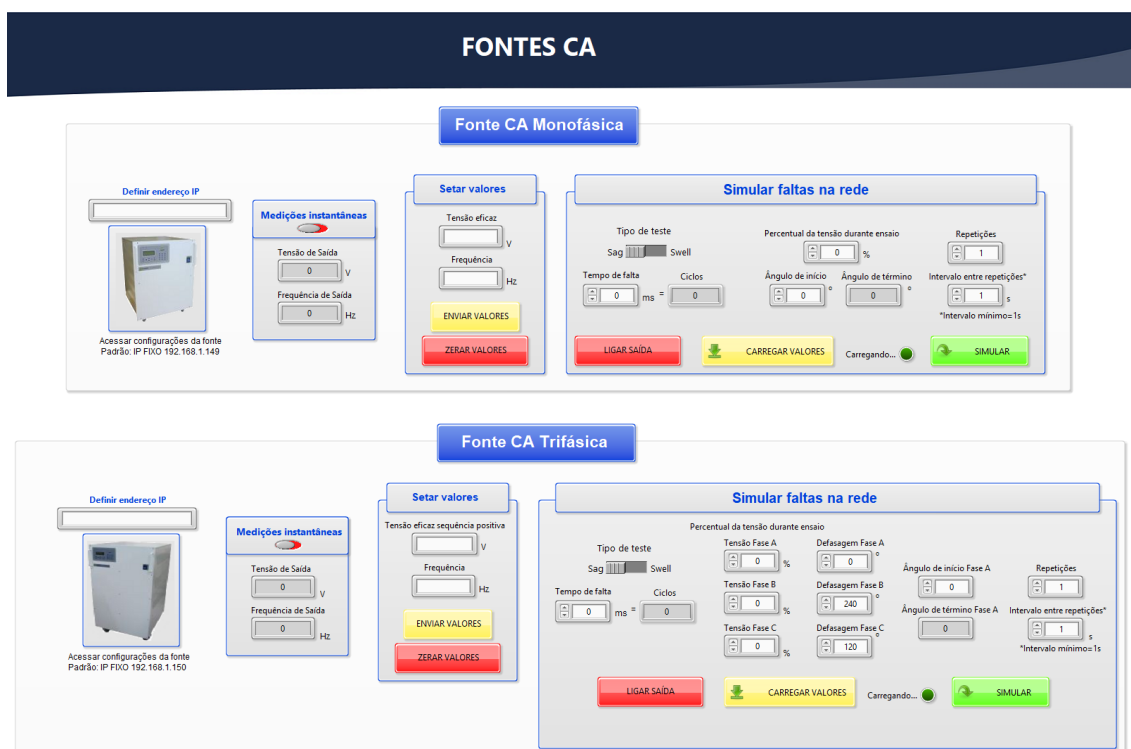 FONTES CA
Fonte CA Monofásica
Definir endereço IP
Acessar configurações da fonte
Padrão: IP FIXO 192.168.1.149
Medições instantâneas
Tensão de Saída
0 V
Frequência de Saída
0 Hz
Setar valores
Tensão eficaz
V
Frequência
Hz
ENVIAR VALORES
ZERAR VALORES
Simular faltas na rede
Tipo de teste
Sag Swell
Percentual da tensão durante ensaio
0 %
Repetições
1
Tempo de falta
0 ms =
Ciclos
0
Ângulo de início
0 °
Ângulo de término
0 °
Intervalo entre repetições*
1 s
*Intervalo mínimo=1s
LIGAR SAÍDA
CARREGAR VALORES
Carregando...
SIMULAR
Fonte CA Trifásica
Definir endereço IP
Acessar configurações da fonte
Padrão: IP FIXO 192.168.1.150
Medições instantâneas
Tensão de Saída
0 V
Frequência de Saída
0 Hz
Setar valores
Tensão eficaz sequência positiva
V
Frequência
Hz
ENVIAR VALORES
ZERAR VALORES
Simular faltas na rede
Tipo de teste
Sag Swell
Tempo de falta
0 ms =
Ciclos
0
Percentual da tensão durante ensaio
Tensão Fase A
0 %
Defasagem Fase A
0 °
Tensão Fase B
0 %
Defasagem Fase B
240 °
Tensão Fase C
0 %
Defasagem Fase C
120 °
Ângulo de início Fase A
0
Ângulo de término Fase A
0
Repetições
1
Intervalo entre repetições*
1 s
*Intervalo mínimo=1s
LIGAR SAÍDA
CARREGAR VALORES
Carregando...
SIMULAR